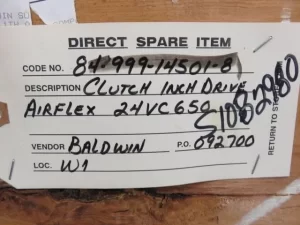 DIRECT SPARE ITEM
CODE NO. 84-999-14501-8
DESCRIPTION CLUTCH INCH DRIVE
AIRFLEX 24VC650
S1082980
VENDOR BALDWIN P.O. 092700
LOC. W1
RETURN TO